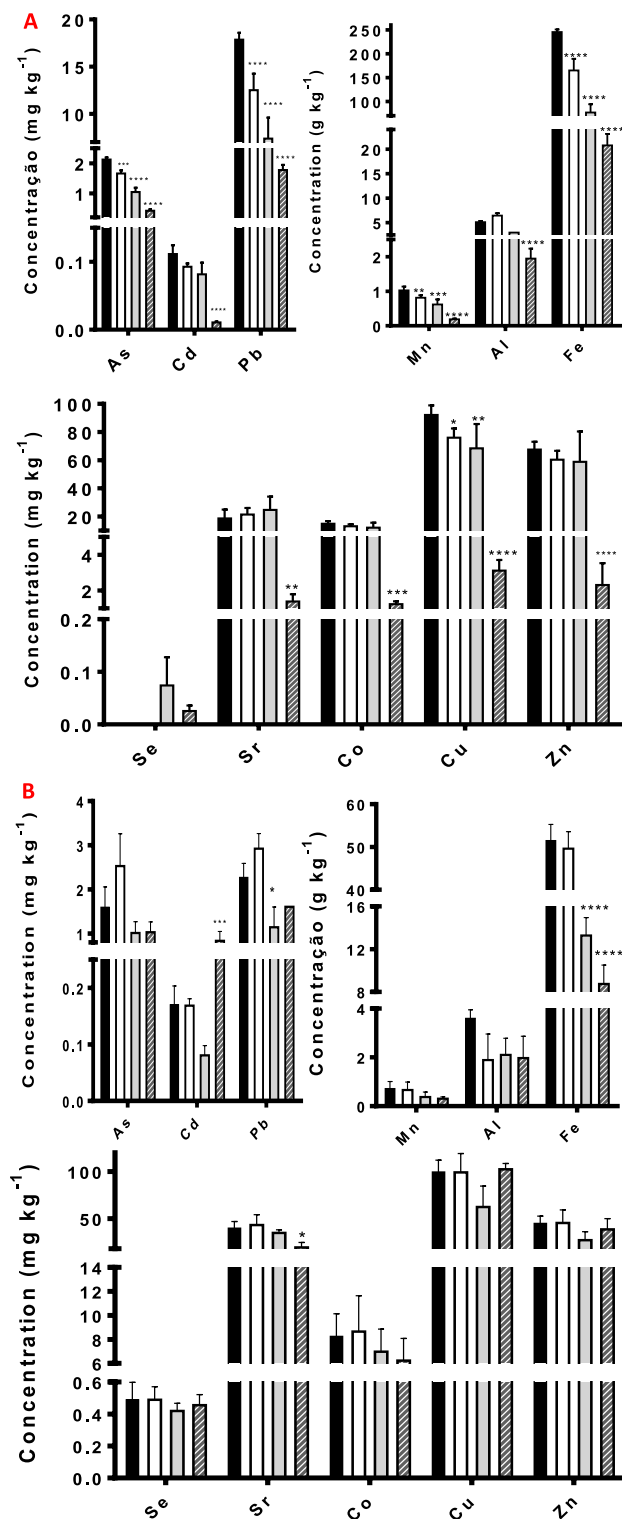 A
Concentração (mg kg-1)
20
15
10
2
1
0.1
0.0
***
****
****
****
****
****
****
****
As
Cd
Pb
Concentration (g kg-1)
250
200
150
100
20
15
10
5
2
1
0
**
***
****
****
****
****
****
Mn
Al
Fe
Concentration (mg kg-1)
100
80
60
40
20
4
2
0.2
0.1
0.0
**
***
*
**
****
****
Se
Sr
Co
Cu
Zn
B
Concentration (mg kg-1)
4
3
2
1
0.2
0.1
0.0
***
*
As
Cd
Pb
Concentração (g kg-1)
60
50
40
16
12
8
4
2
0
****
****
Mn
Al
Fe
Concentration (mg kg-1)
100
50
14
12
10
8
6
0.6
0.4
0.2
0.0
*
Se
Sr
Co
Cu
Zn